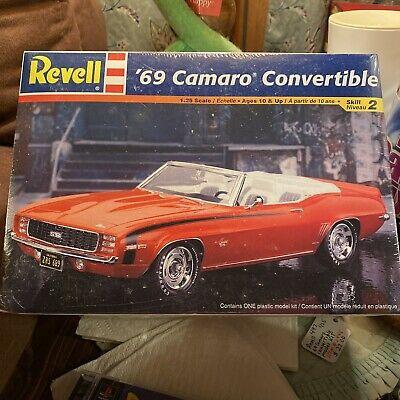 Revell
'69 Camaro Convertible
1:25 Scale / Echelle • Ages 10 & Up / À partir de 10 ans •
Skill
Niveau 2
SS
Contains ONE plastic model kit / Contient UN modèle réduit en plastique